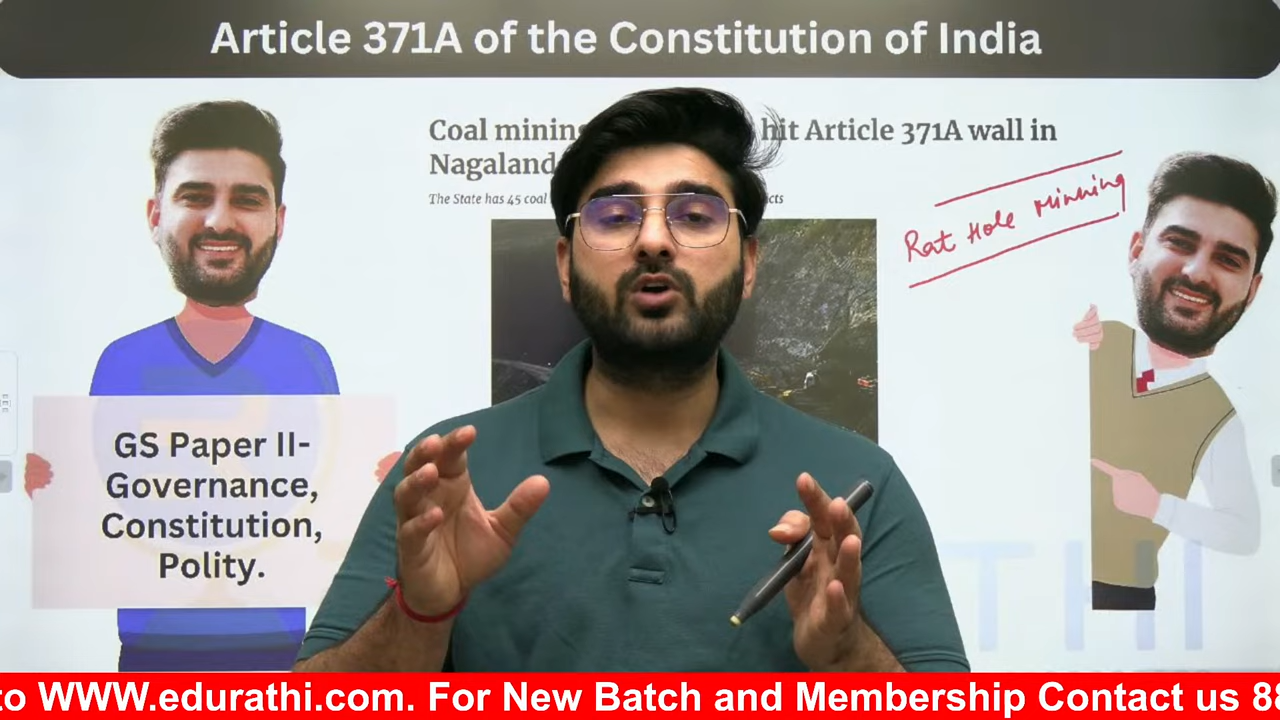 Article 371A of the Constitution of India
Coal mining hit Article 371A wall in
Nagaland
The State has 45 coal
Rat Hole Minning
GS Paper II-
Governance,
Constitution,
Polity.
THI
to WWW.edurathi.com. For New Batch and Membership Contact us 88